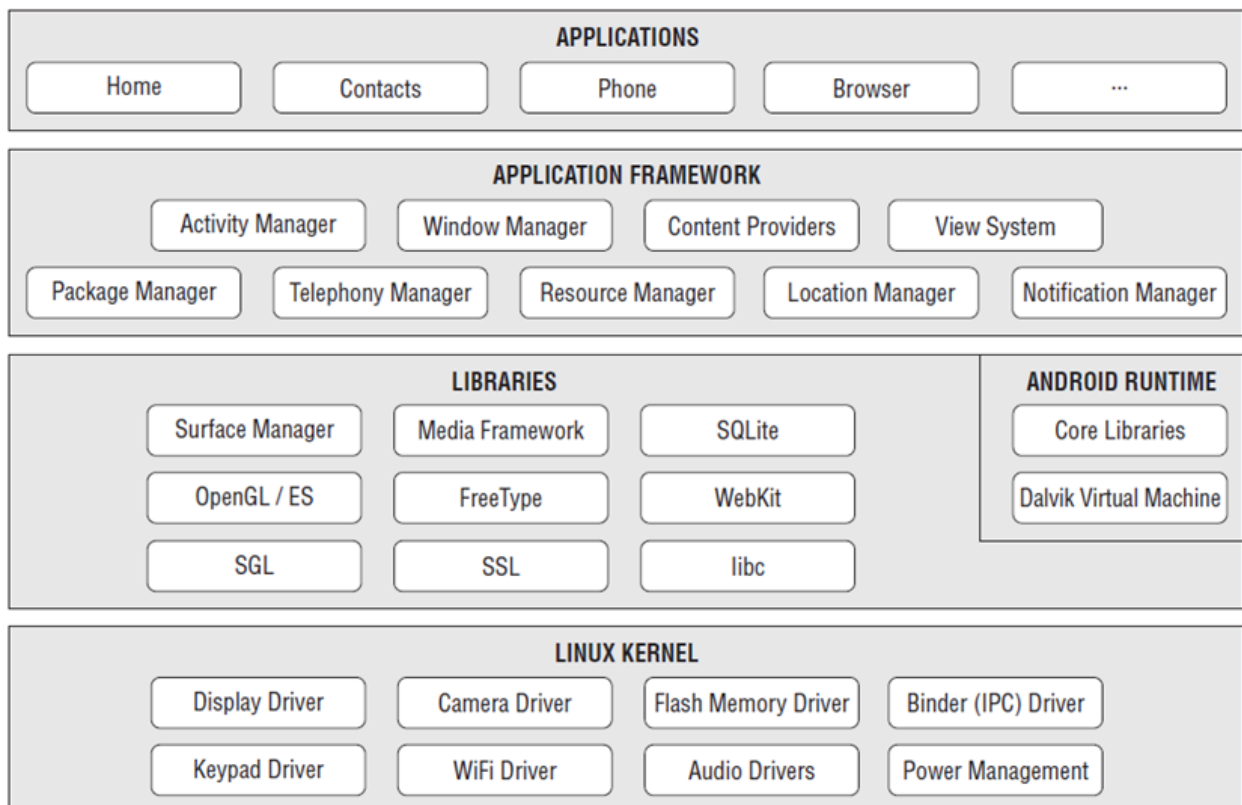 APPLICATIONS
Home
Contacts
Phone
Browser
...
APPLICATION FRAMEWORK
Activity Manager
Window Manager
Content Providers
View System
Package Manager
Telephony Manager
Resource Manager
Location Manager
Notification Manager
LIBRARIES
Surface Manager
Media Framework
SQLite
OpenGL / ES
FreeType
WebKit
SGL
SSL
libc
ANDROID RUNTIME
Core Libraries
Dalvik Virtual Machine
LINUX KERNEL
Display Driver
Camera Driver
Flash Memory Driver
Binder (IPC) Driver
Keypad Driver
WiFi Driver
Audio Drivers
Power Management